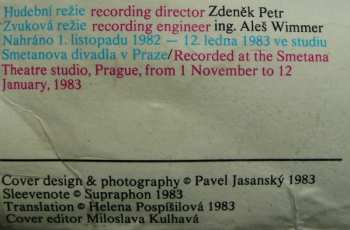 Hudební režie recording director Zdeněk Petr
Zvuková režie recording engineer ing. Aleš Wimmer
Nahráno 1. listopadu 1982 — 12. ledna 1983 ve studiu
Smetanova divadla v Praze/Recorded at the Smetana
Theatre studio, Prague, from 1 November to 12
January, 1983
Cover design & photography © Pavel Jasanský 1983
Sleevenote © Supraphon 1983
Translation © Helena Pospíšilová 1983
Cover editor Miloslava Kulhavá